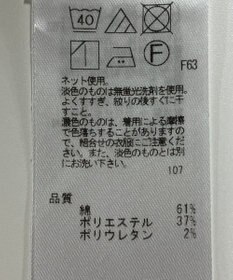 40
F
F63
ネット使用。
淡色のものは無蛍光洗剤を使用。
よくすすぎ、絞りの後すぐに干
すこと。
濃色のものは、着用による摩擦
で色落ちすることがありますの
で、組合せの衣服にご注意くださ
い。また、淡色のものとは別に
お洗い下さい。
107
品質
綿 61%
ポリエステル 37%
ポリウレタン 2%